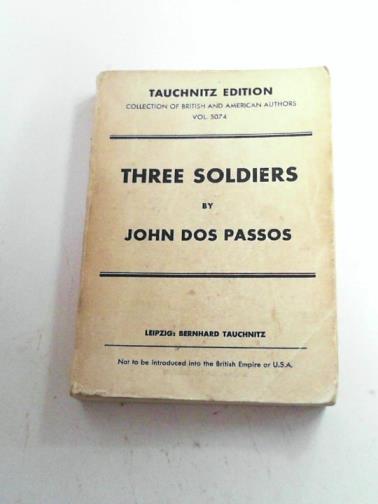 TAUCHNITZ EDITION
COLLECTION OF BRITISH AND AMERICAN AUTHORS
VOL. 5074
THREE SOLDIERS
BY
JOHN DOS PASSOS
LEIPZIG: BERNHARD TAUCHNITZ
Not to be introduced into the British Empire or U.S.A.